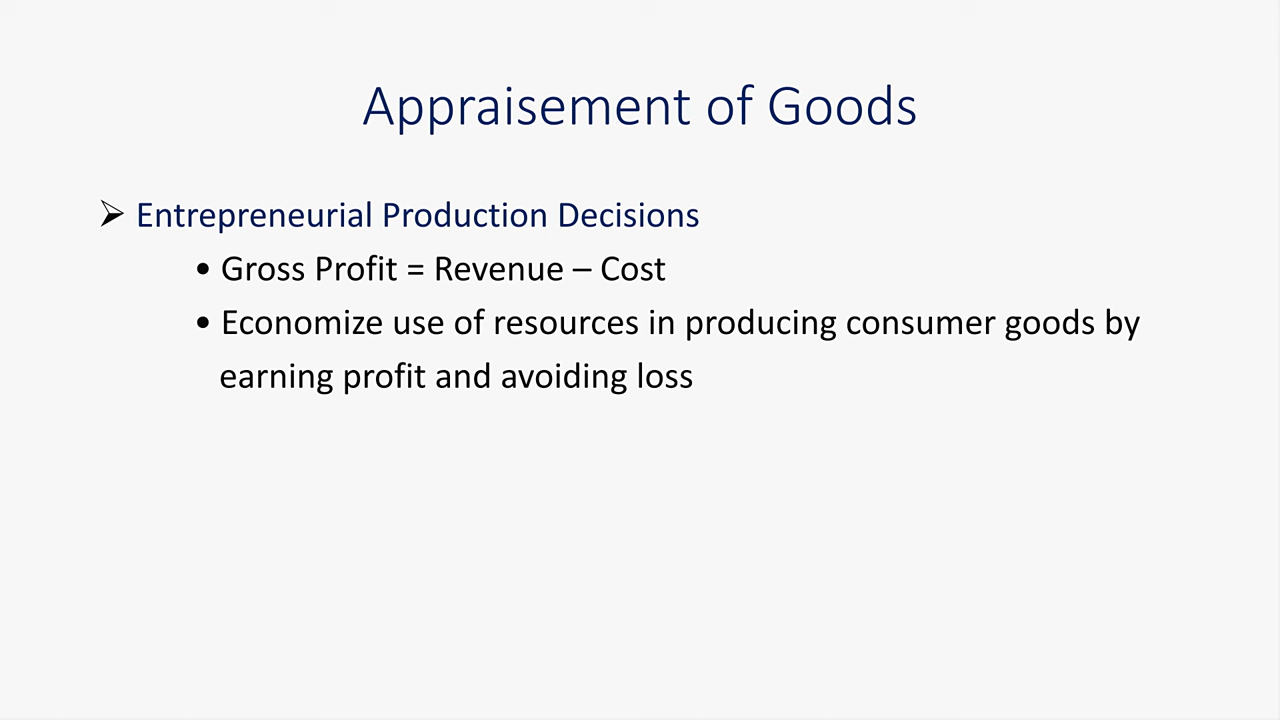 Appraisement of Goods
➢ Entrepreneurial Production Decisions
• Gross Profit = Revenue – Cost
• Economize use of resources in producing consumer goods by
earning profit and avoiding loss